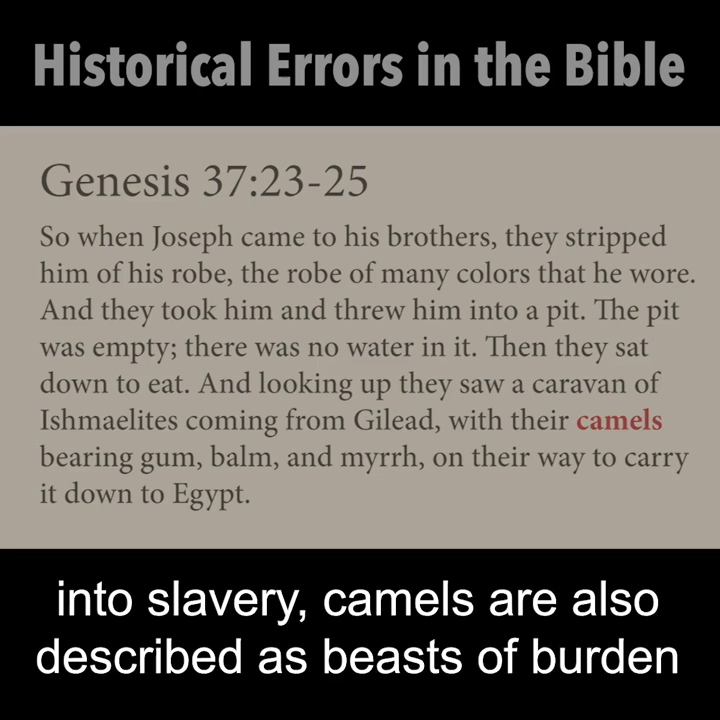 Historical Errors in the Bible
Genesis 37:23-25
So when Joseph came to his brothers, they stripped
him of his robe, the robe of many colors that he wore.
And they took him and threw him into a pit. The pit
was empty; there was no water in it. Then they sat
down to eat. And looking up they saw a caravan of
Ishmaelites coming from Gilead, with their camels
bearing gum, balm, and myrrh, on their way to carry
it down to Egypt.
into slavery, camels are also
described as beasts of burden